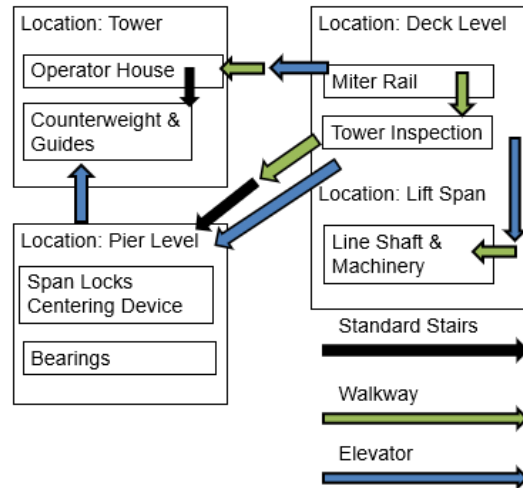 Location: Tower
Operator House
Counterweight &
Guides
Location: Deck Level
Miter Rail
Tower Inspection
Location: Lift Span
Line Shaft &
Machinery
Location: Pier Level
Span Locks
Centering Device
Bearings
Standard Stairs
Walkway
Elevator